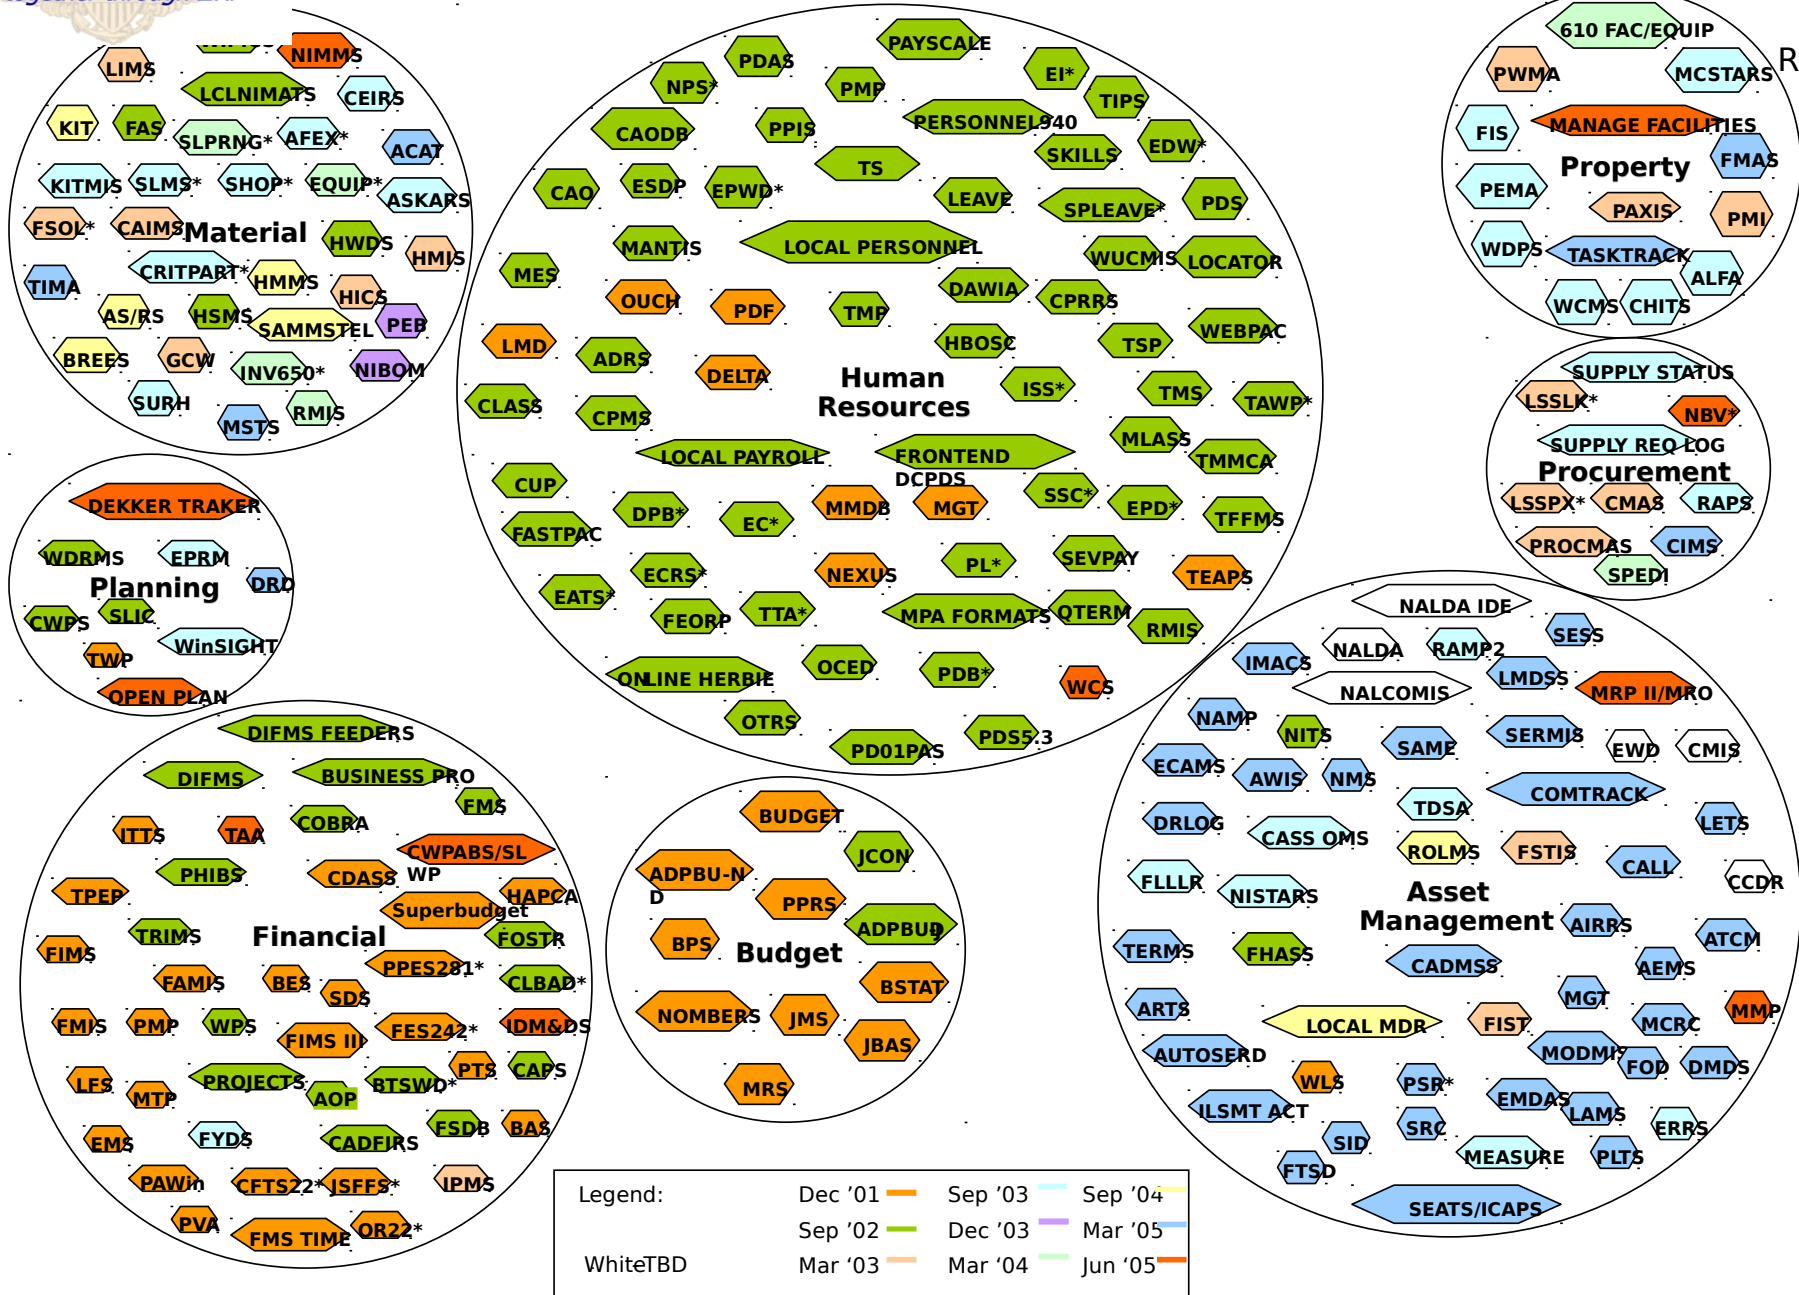 NIMMS
LIMS
LCLNIMATS
CEIRS
KIT
FAS
SLPRNG*
AFEX*
ACAT
KITMIS
SLMS*
SHOP*
EQUIP*
ASKARS
FSOL*
CAIMS
Material
HWDS
HMIS
CRITPART*
TIMA
HMMS
HICS
AS/RS
HSMS
SAMMSTEL
PEB
BREES
GCW
INV650*
NIBOM
SURH
RMIS
MSTS
DEKKER TRAKER
WDRMS
EPRM
DRD
Planning
CWPS
SLIC
WinSIGHT
TWP
OPEN PLAN
PAYSCALE
PDAS
NPS*
PMP
EI*
TIPS
CAODB
PPIS
PERSONNEL940
EDW*
SKILLS
TS
CAO
ESDP
EPWD*
LEAVE
SPLEAVE*
PDS
MANTIS
LOCAL PERSONNEL
WUCMIS
LOCATOR
MES
OUCH
PDF
TMP
DAWIA
CPRRS
LMD
ADRS
HBOSC
TSP
WEBPAC
DELTA
Human
Resources
ISS*
TMS
TAWP*
CLASS
CPMS
MLASS
LOCAL PAYROLL
FRONTEND
DCPDS
TMMCA
CUP
DPB*
EC*
MMDB
MGT
SSC*
EPD*
TFFMS
FASTPAC
ECRS*
NEXUS
PL*
SEVPAY
TEAPS
EATS*
FEORP
TTA*
MPA FORMATS
QTERM
RMIS
ONLINE HERBIE
OCED
PDB*
WCS
OTRS
PD01PAS
PDS5.3
610 FAC/EQUIP
R
PWMA
MCSTARS
FIS
MANAGE FACILITIES
FMAS
Property
PEMA
PAXIS
PMI
WDPS
TASKTRACK
ALFA
WCMS
CHITS
SUPPLY STATUS
LSSLK*
NBV*
SUPPLY REQ LOG
Procurement
LSSPX*
CMAS
RAPS
PROCMAS
CIMS
SPEDI
DIFMS FEEDERS
DIFMS
BUSINESS PRO
FMS
ITTS
TAA
COBRA
CWPABS/SL
WP
PHIBS
CDASS
TPEP
HAPCA
Superbudget
TRIMS
Financial
FOSTR
FIMS
PPES281*
FAMIS
BES
SDS
CLBAD*
FMIS
PMP
WPS
FIMS III
FES242*
IDM&DS
LFS
MTP
PROJECTS
AOP
BTSWD*
PTS
CAPS
EMS
FYDS
CADFIRS
FSDB
BAS
PAWin
CFTS22*
JSFFS*
IPMS
PVA
FMS TIME
OR22*
BUDGET
JCON
ADPBU-N
D
PPRS
ADPBUD
BPS
Budget
BSTAT
NOMBERS
JMS
JBAS
MRS
NALDA IDE
SESS
NALDA
RAMP2
IMACS
LMDSS
NALCOMIS
MRP II/MRO
NAMP
NITS
SAME
SERMIS
EWD
CMIS
ECAMS
AWIS
NMS
COMTRACK
TDSA
DRLOG
CASS OMS
LETS
ROLMS
FSTIS
CALL
FLLLR
NISTARS
CCDR
Asset
Management
AIRRS
ATCM
TERMS
FHASS
CADMSS
AEMS
MGT
ARTS
LOCAL MDR
FIST
MCRC
MMP
AUTOSERD
MODMIS
FOD
DMDS
WLS
PSR*
EMDAS
ILSMT ACT
SRC
LAMS
ERRS
SID
FTSD
MEASURE
PLTS
SEATS/ICAPS
Legend:
Dec ’01
Sep ’03
Sep ’04
Sep ’02
Dec ’03
Mar ’05
White
TBD
Mar ’03
Mar ‘04
Jun ‘05